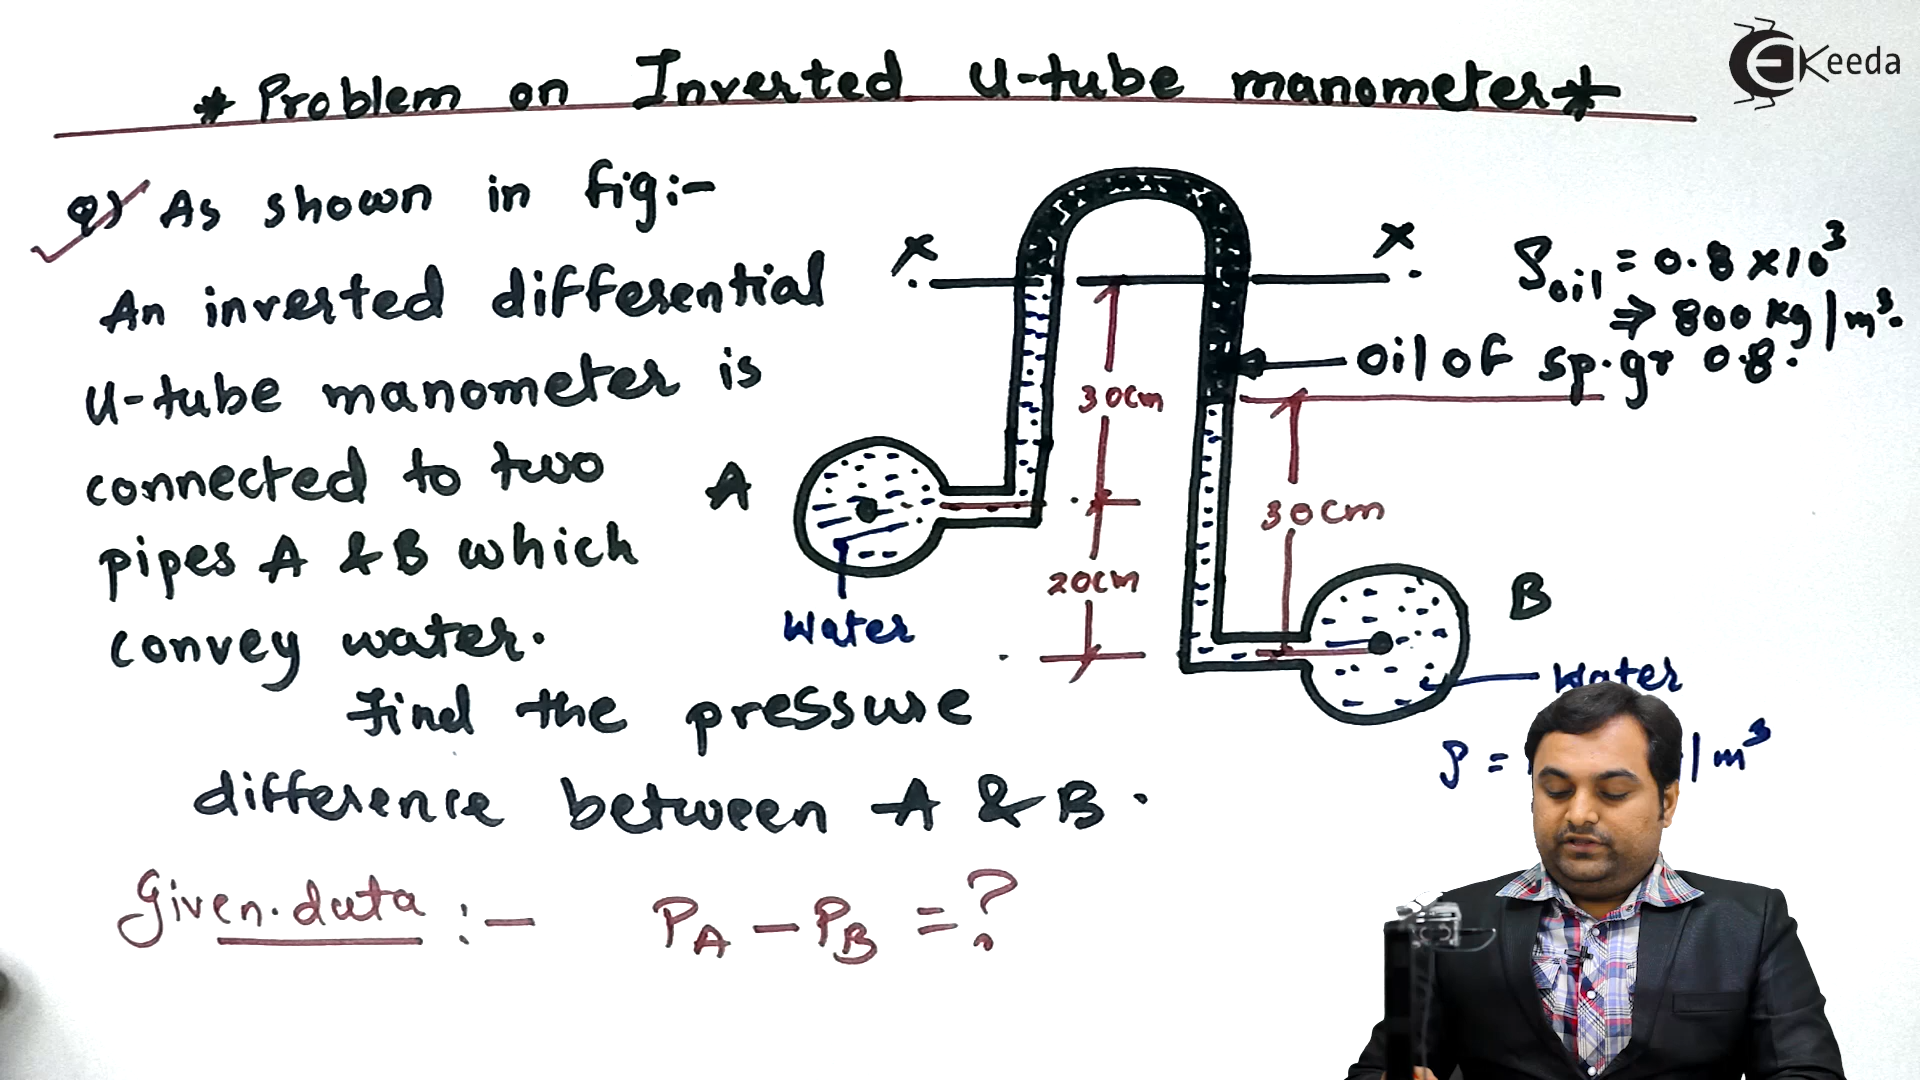 * Problem on Inverted U-tube manometer *
Ekeeda
Q) As shown in fig:-
An inverted differential
U-tube manometer is
connected to two
pipes A & B which
convey water.
Find the pressure
difference between A & B.
Given data :- PA - PB = ?
X X
ρoil = 0.8 × 10³
⇒ 800 kg/m³.
Oil of sp.gr 0.8.
30cm
30cm
20cm
A
B
Water
Water
ρ = /m³